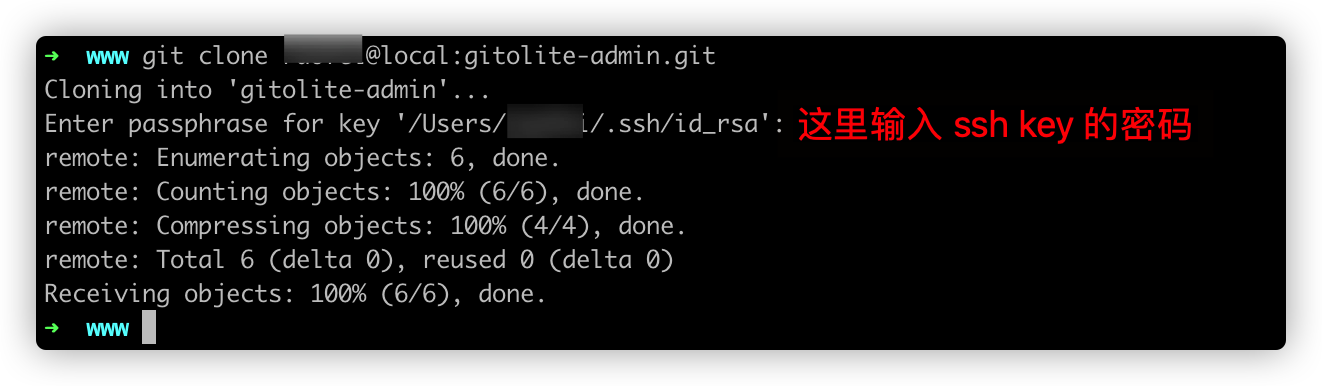 ➜ www git clone @local:gitolite-admin.git
Cloning into 'gitolite-admin'...
Enter passphrase for key '/Users/i/.ssh/id_rsa': 这里输入 ssh key 的密码
remote: Enumerating objects: 6, done.
remote: Counting objects: 100% (6/6), done.
remote: Compressing objects: 100% (4/4), done.
remote: Total 6 (delta 0), reused 0 (delta 0)
Receiving objects: 100% (6/6), done.
➜ www